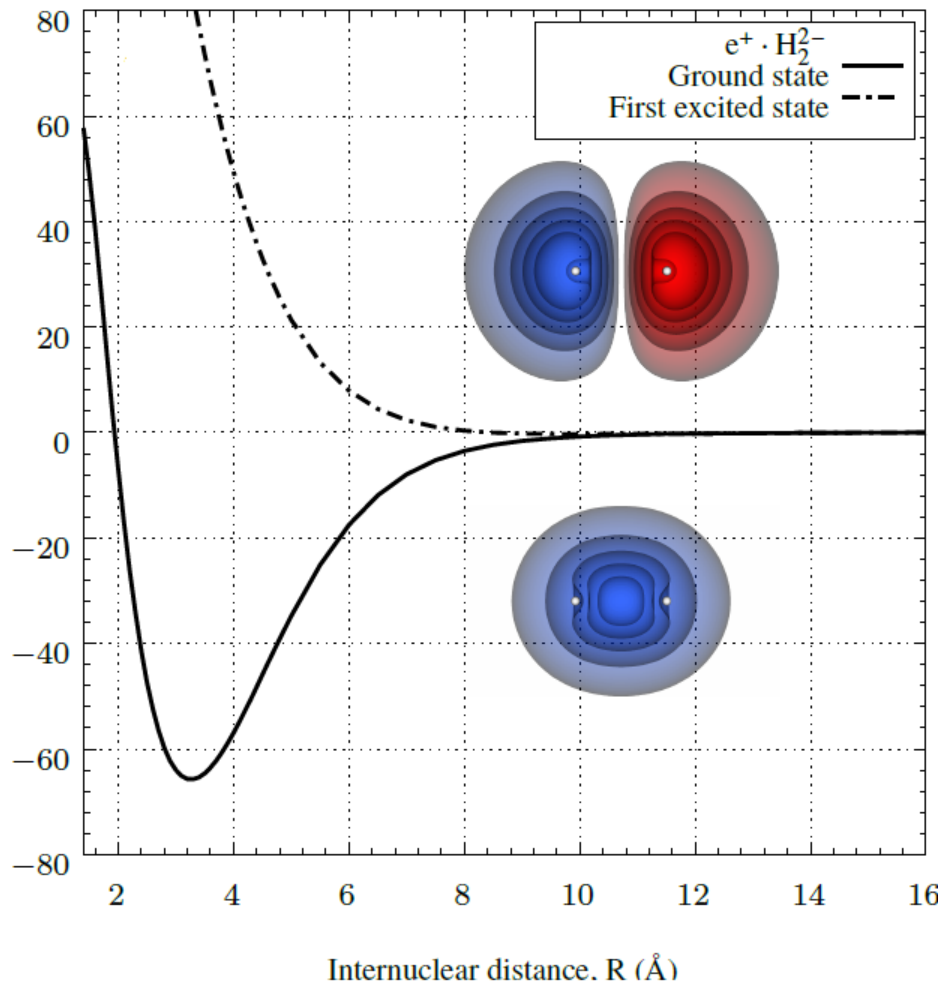 80
60
40
20
0
−20
−40
−60
−80
e⁺ · H₂²⁻
Ground state
First excited state
2 4 6 8 10 12 14 16
Internuclear distance, R (Å)